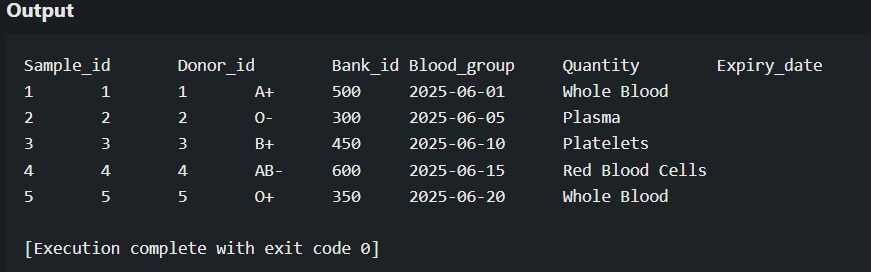 Output
Sample_id Donor_id Bank_id Blood_group Quantity Expiry_date
1 1 1 A+ 500 2025-06-01 Whole Blood
2 2 2 O- 300 2025-06-05 Plasma
3 3 3 B+ 450 2025-06-10 Platelets
4 4 4 AB- 600 2025-06-15 Red Blood Cells
5 5 5 O+ 350 2025-06-20 Whole Blood
[Execution complete with exit code 0]